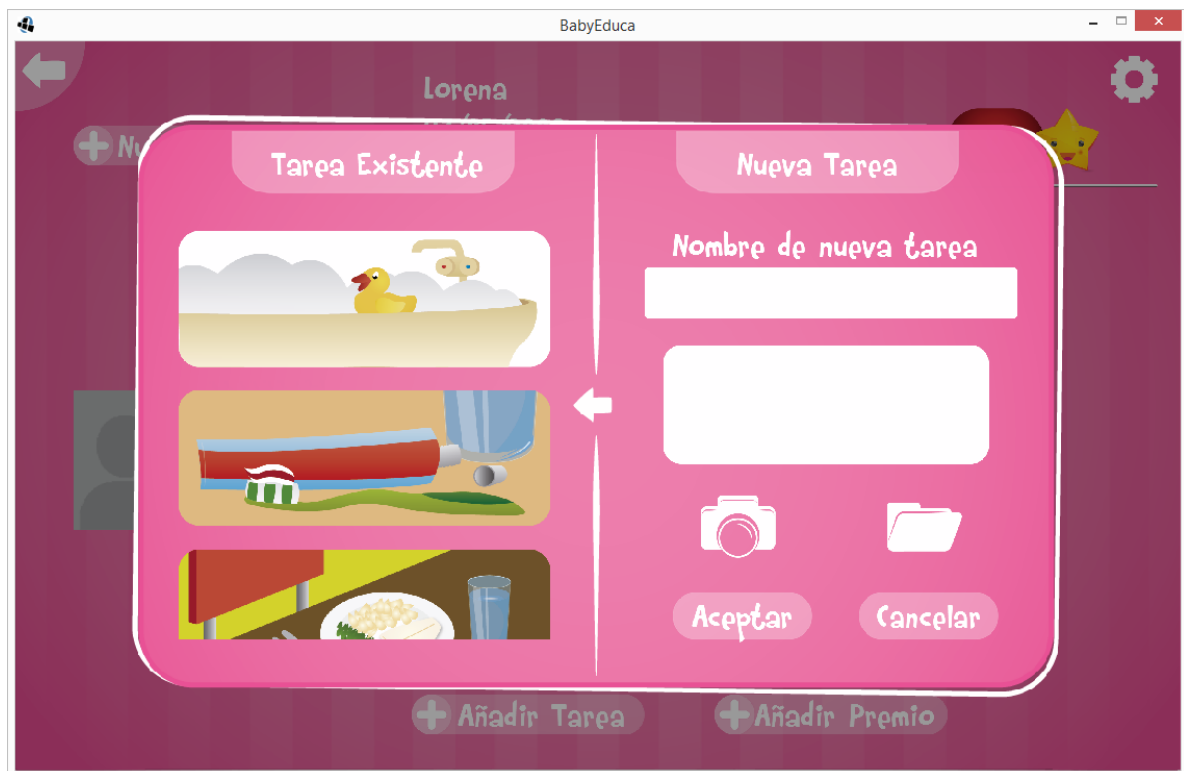 BabyEduca
Lorena
Tarea Existente
Nueva Tarea
Nombre de nueva tarea
Aceptar
Cancelar
Añadir Tarea
Añadir Premio